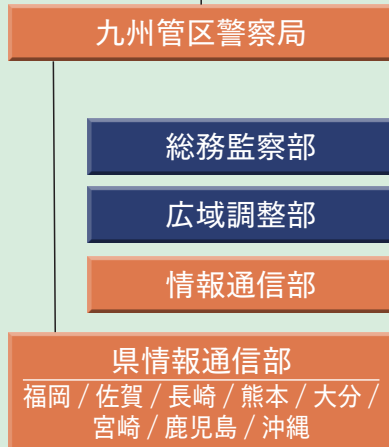 九州管区警察局
総務監察部
広域調整部
情報通信部
県情報通信部
福岡 / 佐賀 / 長崎 / 熊本 / 大分 /
宮崎 / 鹿児島 / 沖縄